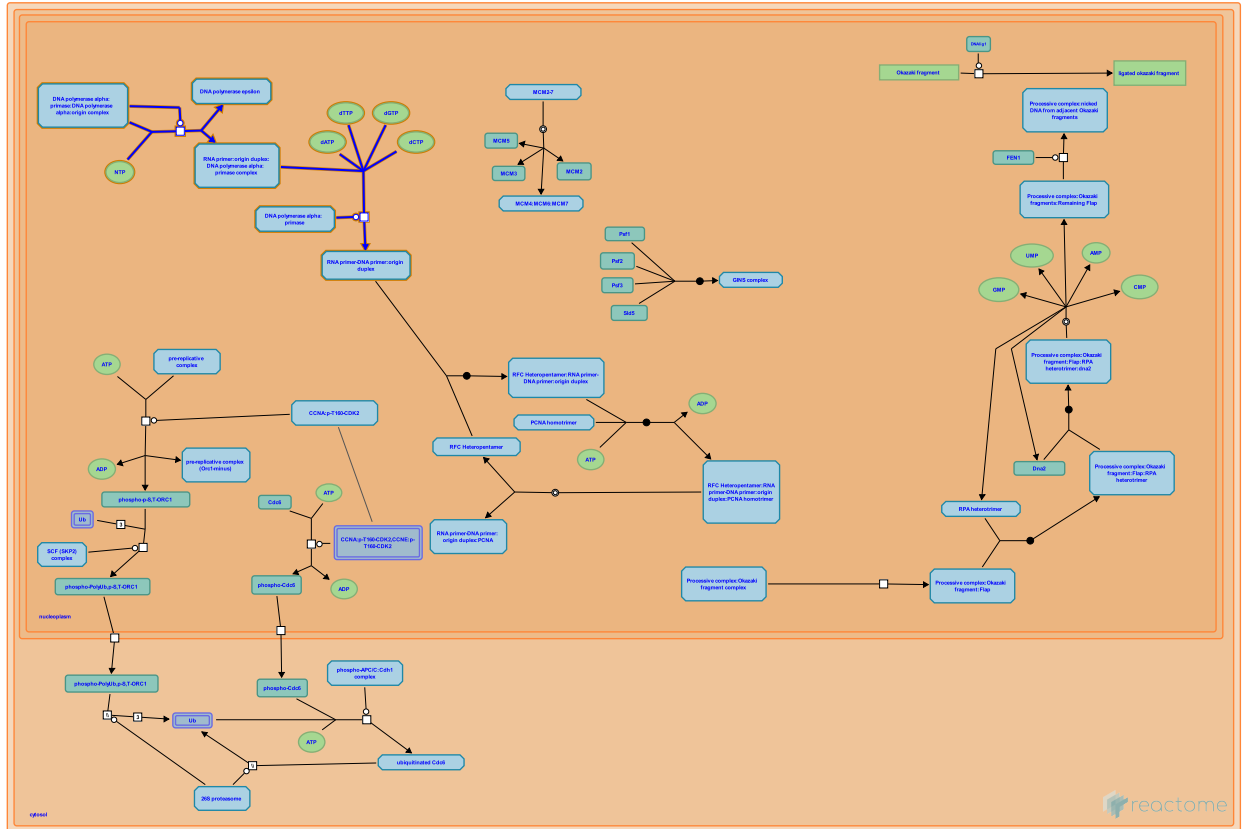 DNALig1
Okazaki fragment
ligated okazaki fragment
DNA polymerase alpha:
primase:DNA polymerase
alpha:origin complex
DNA polymerase epsilon
MCM2-7
Processive complex:nicked
DNA from adjacent Okazaki
fragments
dTTP
dGTP
dATP
dCTP
MCM5
RNA primer:origin duplex:
DNA polymerase alpha:
primase complex
NTP
MCM3
MCM2
FEN1
MCM4:MCM6:MCM7
Processive complex:Okazaki
fragments:Remaining Flap
DNA polymerase alpha:
primase
Psf1
Psf2
RNA primer-DNA primer:origin
duplex
Psf3
GINS complex
Sld5
UMP
AMP
GMP
CMP
ATP
pre-replicative
complex
RFC Heteropentamer:RNA primer-
DNA primer:origin duplex
Processive complex:Okazaki
fragment:Flap:RPA
heterotrimer:dna2
CCNA:p-T160-CDK2
PCNA homotrimer
ADP
RFC Heteropentamer
ATP
ADP
pre-replicative complex
(Orc1-minus)
Dna2
Processive complex:Okazaki
fragment:Flap:RPA
heterotrimer
phospho-p-S,T-ORC1
Cdc6
ATP
RFC Heteropentamer:RNA
primer-DNA primer:origin
duplex:PCNA homotrimer
RPA heterotrimer
Ub
3
SCF (SKP2)
complex
CCNA:p-T160-CDK2,CCNE:p-
T160-CDK2
RNA primer-DNA primer:
origin duplex:PCNA
phospho-PolyUb,p-S,T-ORC1
phospho-Cdc6
ADP
Processive complex:Okazaki
fragment complex
Processive complex:Okazaki
fragment:Flap
nucleoplasm
phospho-PolyUb,p-S,T-ORC1
phospho-Cdc6
phospho-APC/C:Cdh1
complex
3
Ub
ATP
ubiquitinated Cdc6
26S proteasome
cytosol
reactome